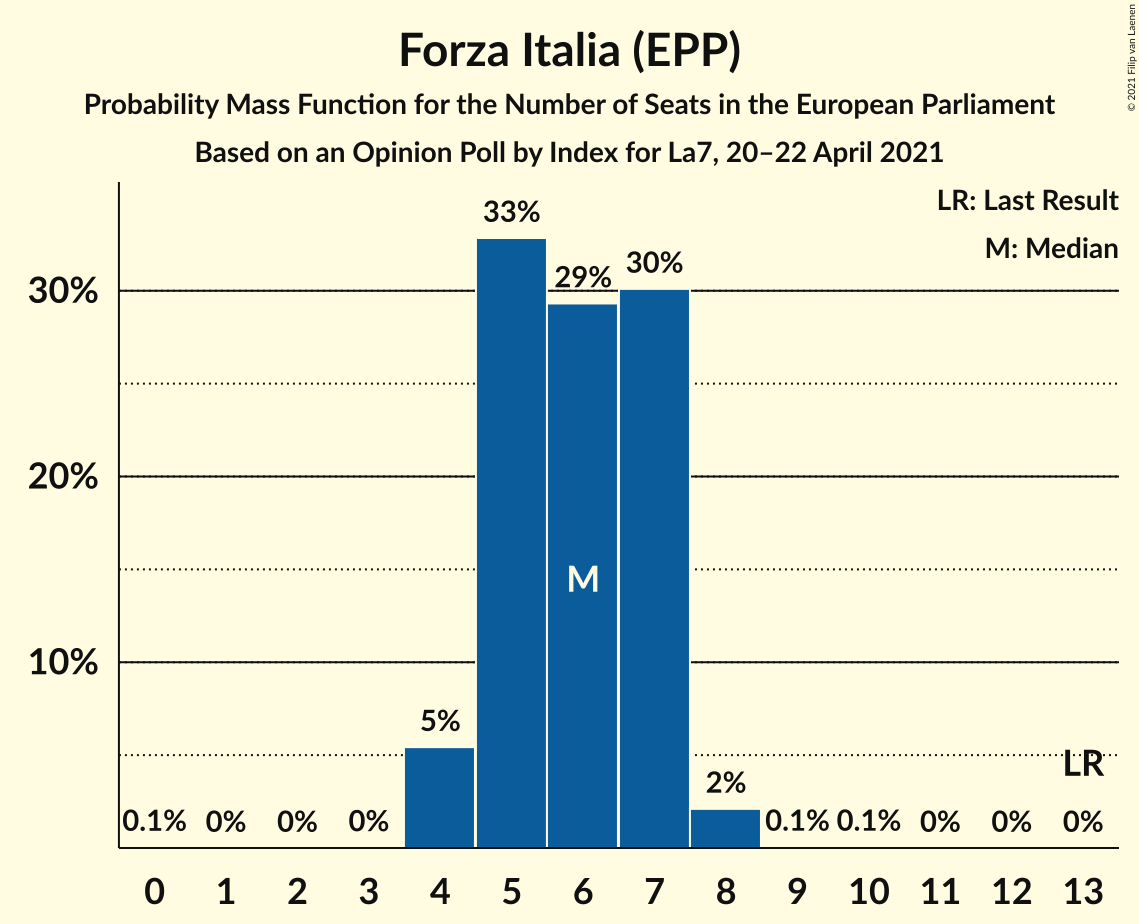 Forza Italia (EPP)
Probability Mass Function for the Number of Seats in the European Parliament
Based on an Opinion Poll by Index for La7, 20–22 April 2021
© 2021 Filip van Laenen
LR: Last Result
M: Median
33%
29%
30%
30%
20%
M
10%
5%
LR
2%
0.1% 0% 0% 0% 0.1% 0.1% 0% 0% 0%
0 1 2 3 4 5 6 7 8 9 10 11 12 13